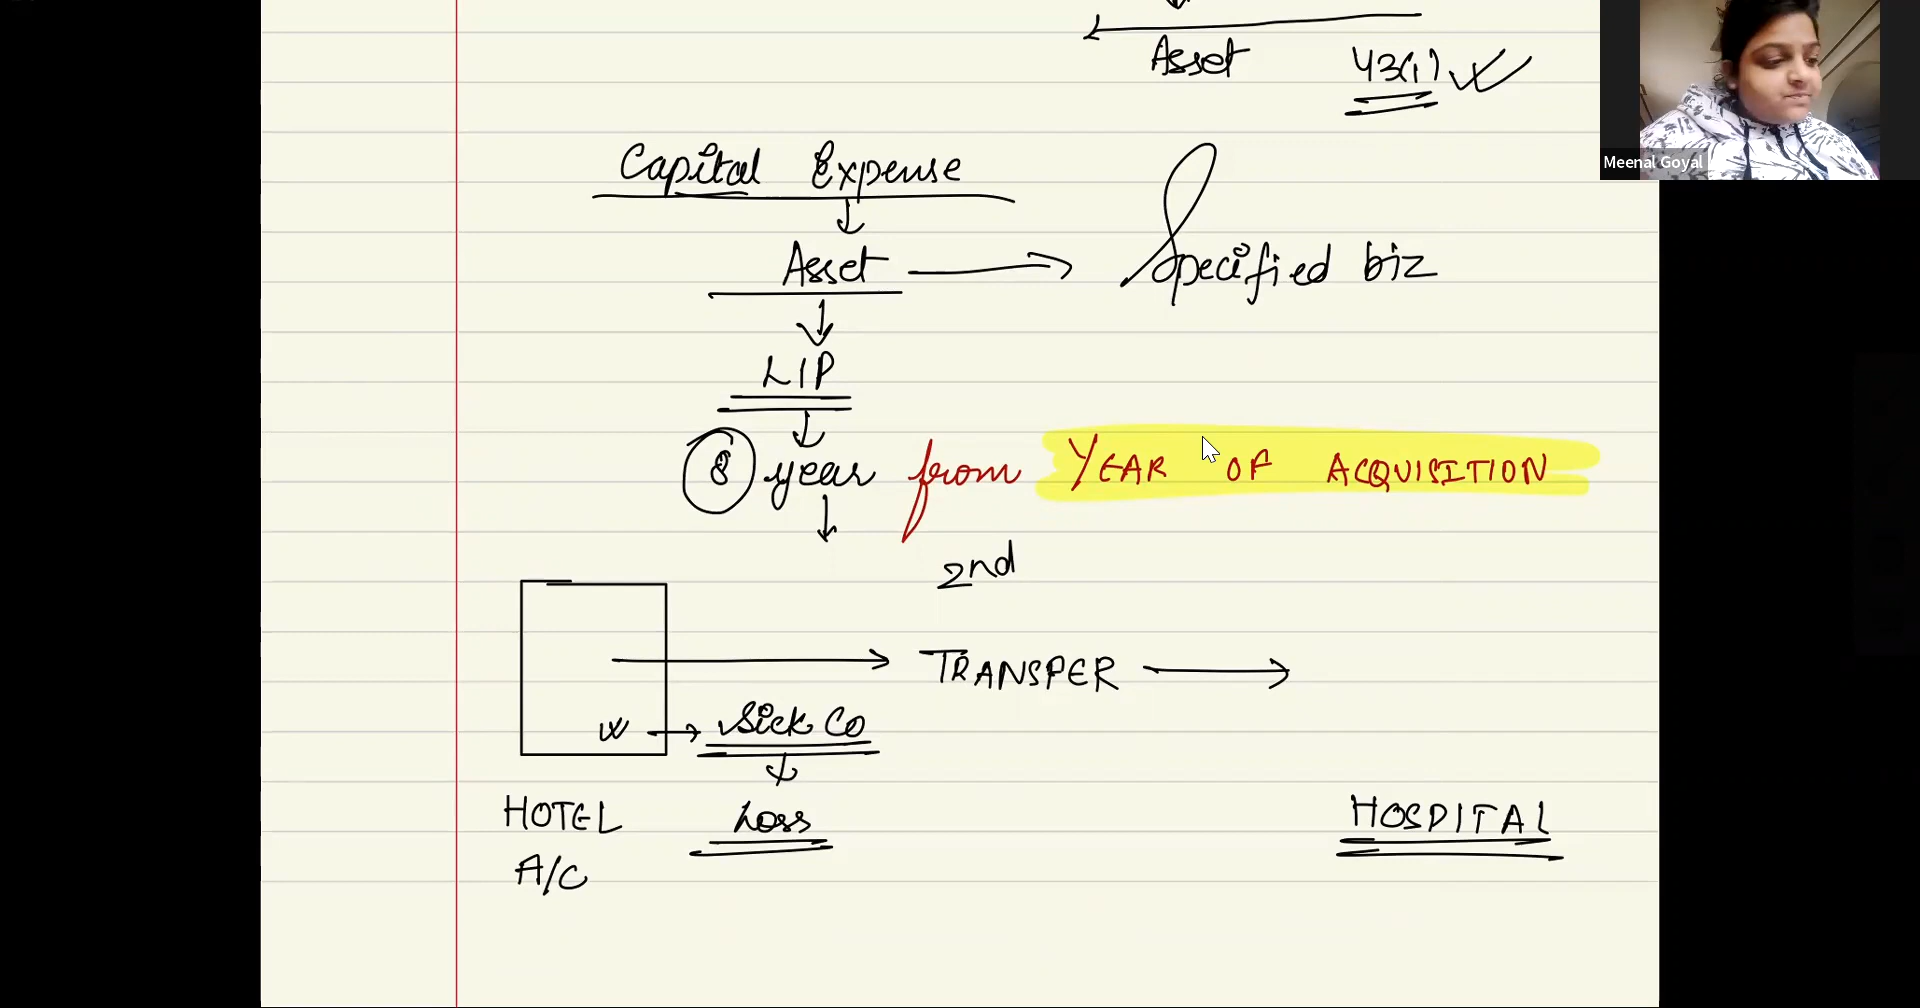 Asset 43(1)
Meenal Goyal
Capital Expense
Asset → Specified biz
LIP
8 year from YEAR OF ACQUISITION
2nd
→ TRANSFER →
→ Sick Co
HOTEL Loss HOSPITAL
A/C